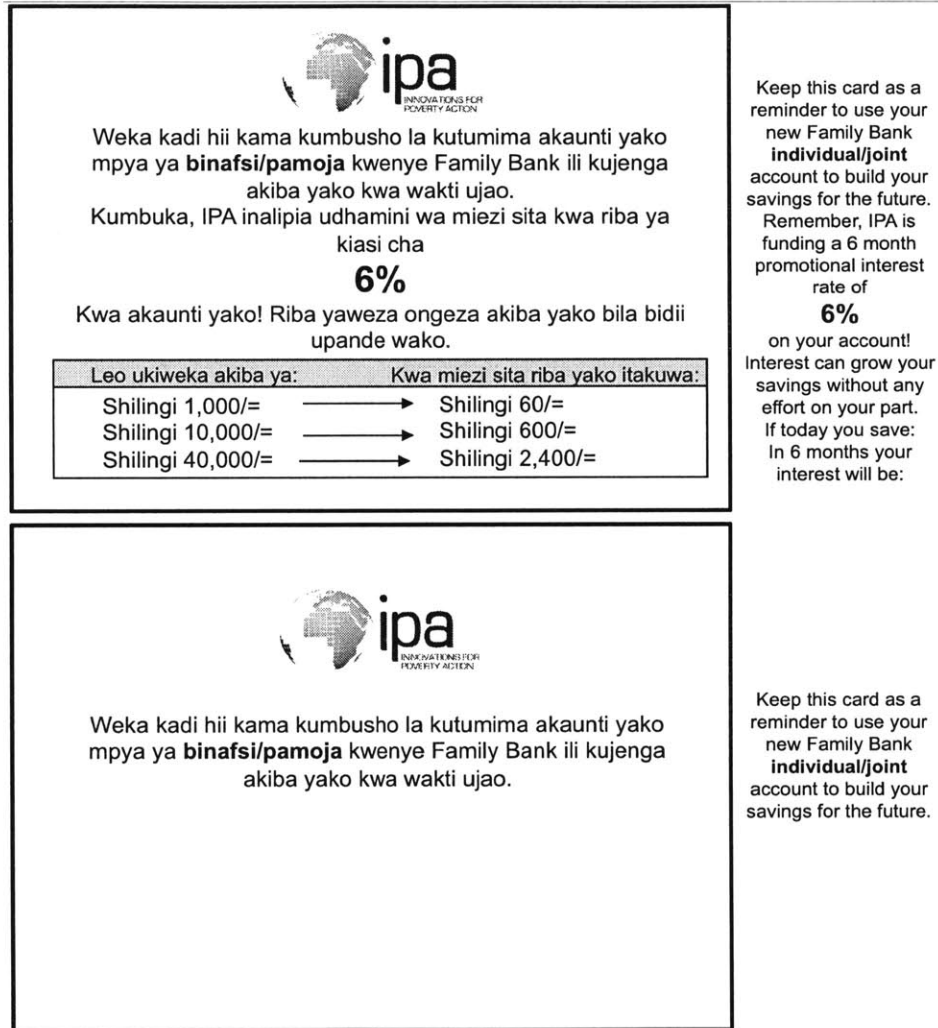 ipa
INNOVATIONS FOR
POVERTY ACTION
Weka kadi hii kama kumbusho la kutumima akaunti yako
mpya ya binafsi/pamoja kwenye Family Bank ili kujenga
akiba yako kwa wakti ujao.
Kumbuka, IPA inalipia udhamini wa miezi sita kwa riba ya
kiasi cha
6%
Kwa akaunti yako! Riba yaweza ongeza akiba yako bila bidii
upande wako.
Leo ukiweka akiba ya: Kwa miezi sita riba yako itakuwa:
Shilingi 1,000/= Shilingi 60/=
Shilingi 10,000/= Shilingi 600/=
Shilingi 40,000/= Shilingi 2,400/=
Keep this card as a
reminder to use your
new Family Bank
individual/joint
account to build your
savings for the future.
Remember, IPA is
funding a 6 month
promotional interest
rate of
6%
on your account!
Interest can grow your
savings without any
effort on your part.
If today you save:
In 6 months your
interest will be:
ipa
INNOVATIONS FOR
POVERTY ACTION
Weka kadi hii kama kumbusho la kutumima akaunti yako
mpya ya binafsi/pamoja kwenye Family Bank ili kujenga
akiba yako kwa wakti ujao.
Keep this card as a
reminder to use your
new Family Bank
individual/joint
account to build your
savings for the future.